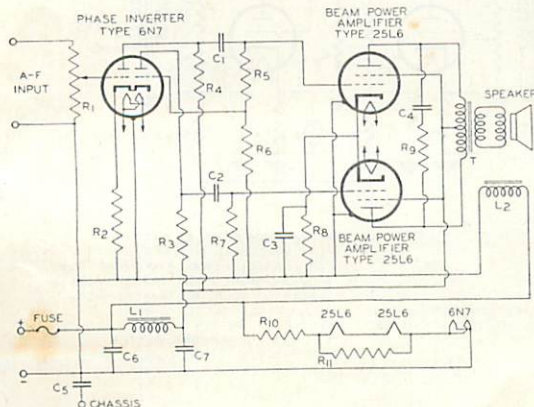 PHASE INVERTER
TYPE 6N7
BEAM POWER
AMPLIFIER
TYPE 25L6
A-F
INPUT
R1
C1
R4
R5
C4
SPEAKER
R6
R9
T
C2
L2
R2
R3
R7
C3
R8
BEAM POWER
AMPLIFIER
TYPE 25L6
+
FUSE
L1
25L6
25L6
6N7
R10
R11
C6
C7
-
C5
CHASSIS